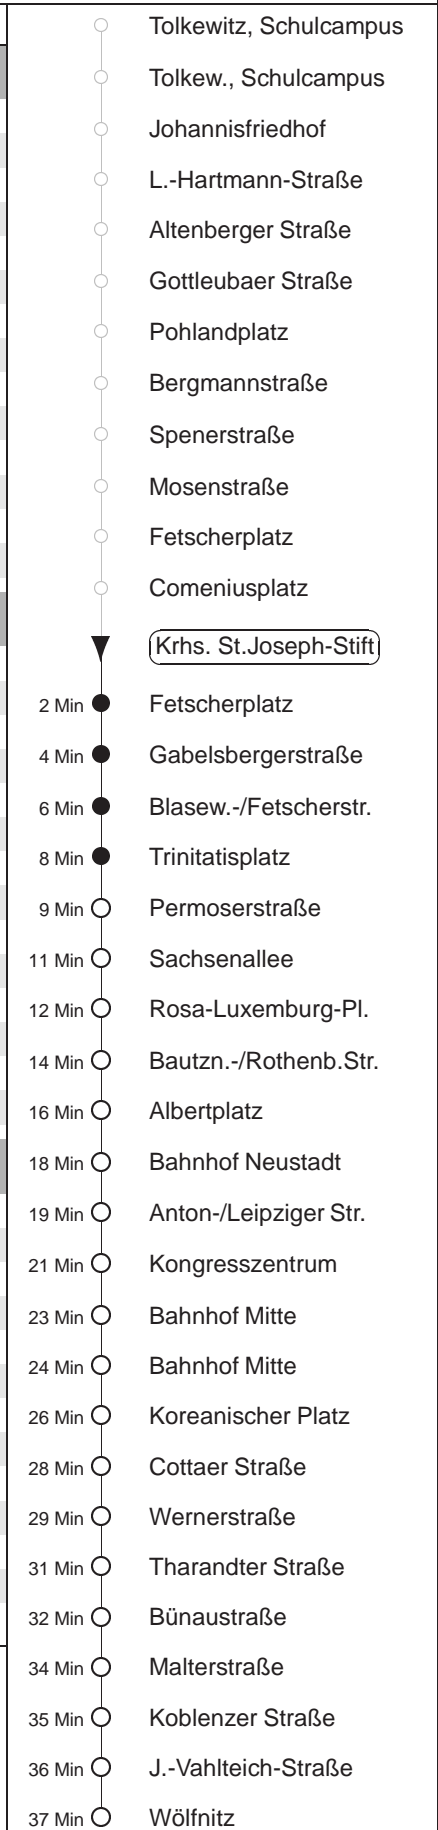 Tolkewitz, Schulcampus
Tolkew., Schulcampus
Johannisfriedhof
L.-Hartmann-Straße
Altenberger Straße
Gottleubaer Straße
Pohlandplatz
Bergmannstraße
Spenerstraße
Mosenstraße
Fetscherplatz
Comeniusplatz
Krhs. St.Joseph-Stift
2 Min Fetscherplatz
4 Min Gabelsbergerstraße
6 Min Blasew.-/Fetscherstr.
8 Min Trinitatisplatz
9 Min Permoserstraße
11 Min Sachsenallee
12 Min Rosa-Luxemburg-Pl.
14 Min Bautzn.-/Rothenb.Str.
16 Min Albertplatz
18 Min Bahnhof Neustadt
19 Min Anton-/Leipziger Str.
21 Min Kongresszentrum
23 Min Bahnhof Mitte
24 Min Bahnhof Mitte
26 Min Koreanischer Platz
28 Min Cottaer Straße
29 Min Wernerstraße
31 Min Tharandter Straße
32 Min Bünaustraße
34 Min Malterstraße
35 Min Koblenzer Straße
36 Min J.-Vahlteich-Straße
37 Min Wölfnitz